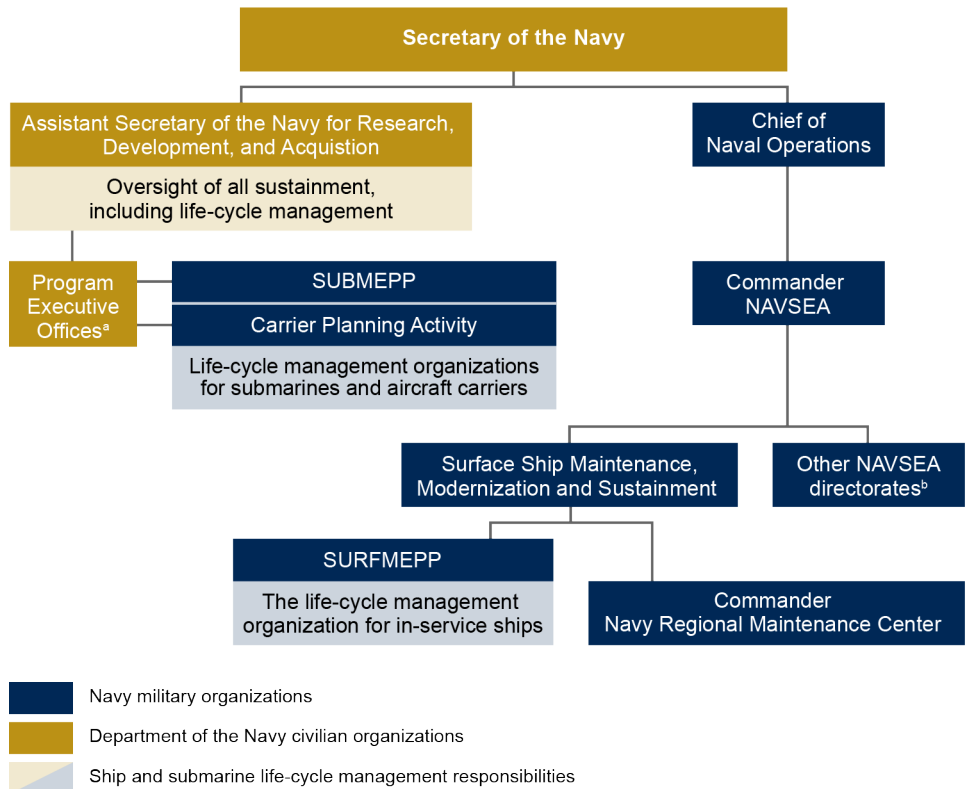 Secretary of the Navy
Assistant Secretary of the Navy for Research,
Development, and Acquistion
Oversight of all sustainment,
including life-cycle management
Chief of
Naval Operations
Program
Executive
Officesᵃ
SUBMEPP
Carrier Planning Activity
Life-cycle management organizations
for submarines and aircraft carriers
Commander
NAVSEA
Surface Ship Maintenance,
Modernization and Sustainment
Other NAVSEA
directoratesᵇ
SURFMEPP
The life-cycle management
organization for in-service ships
Commander
Navy Regional Maintenance Center
Navy military organizations
Department of the Navy civilian organizations
Ship and submarine life-cycle management responsibilities